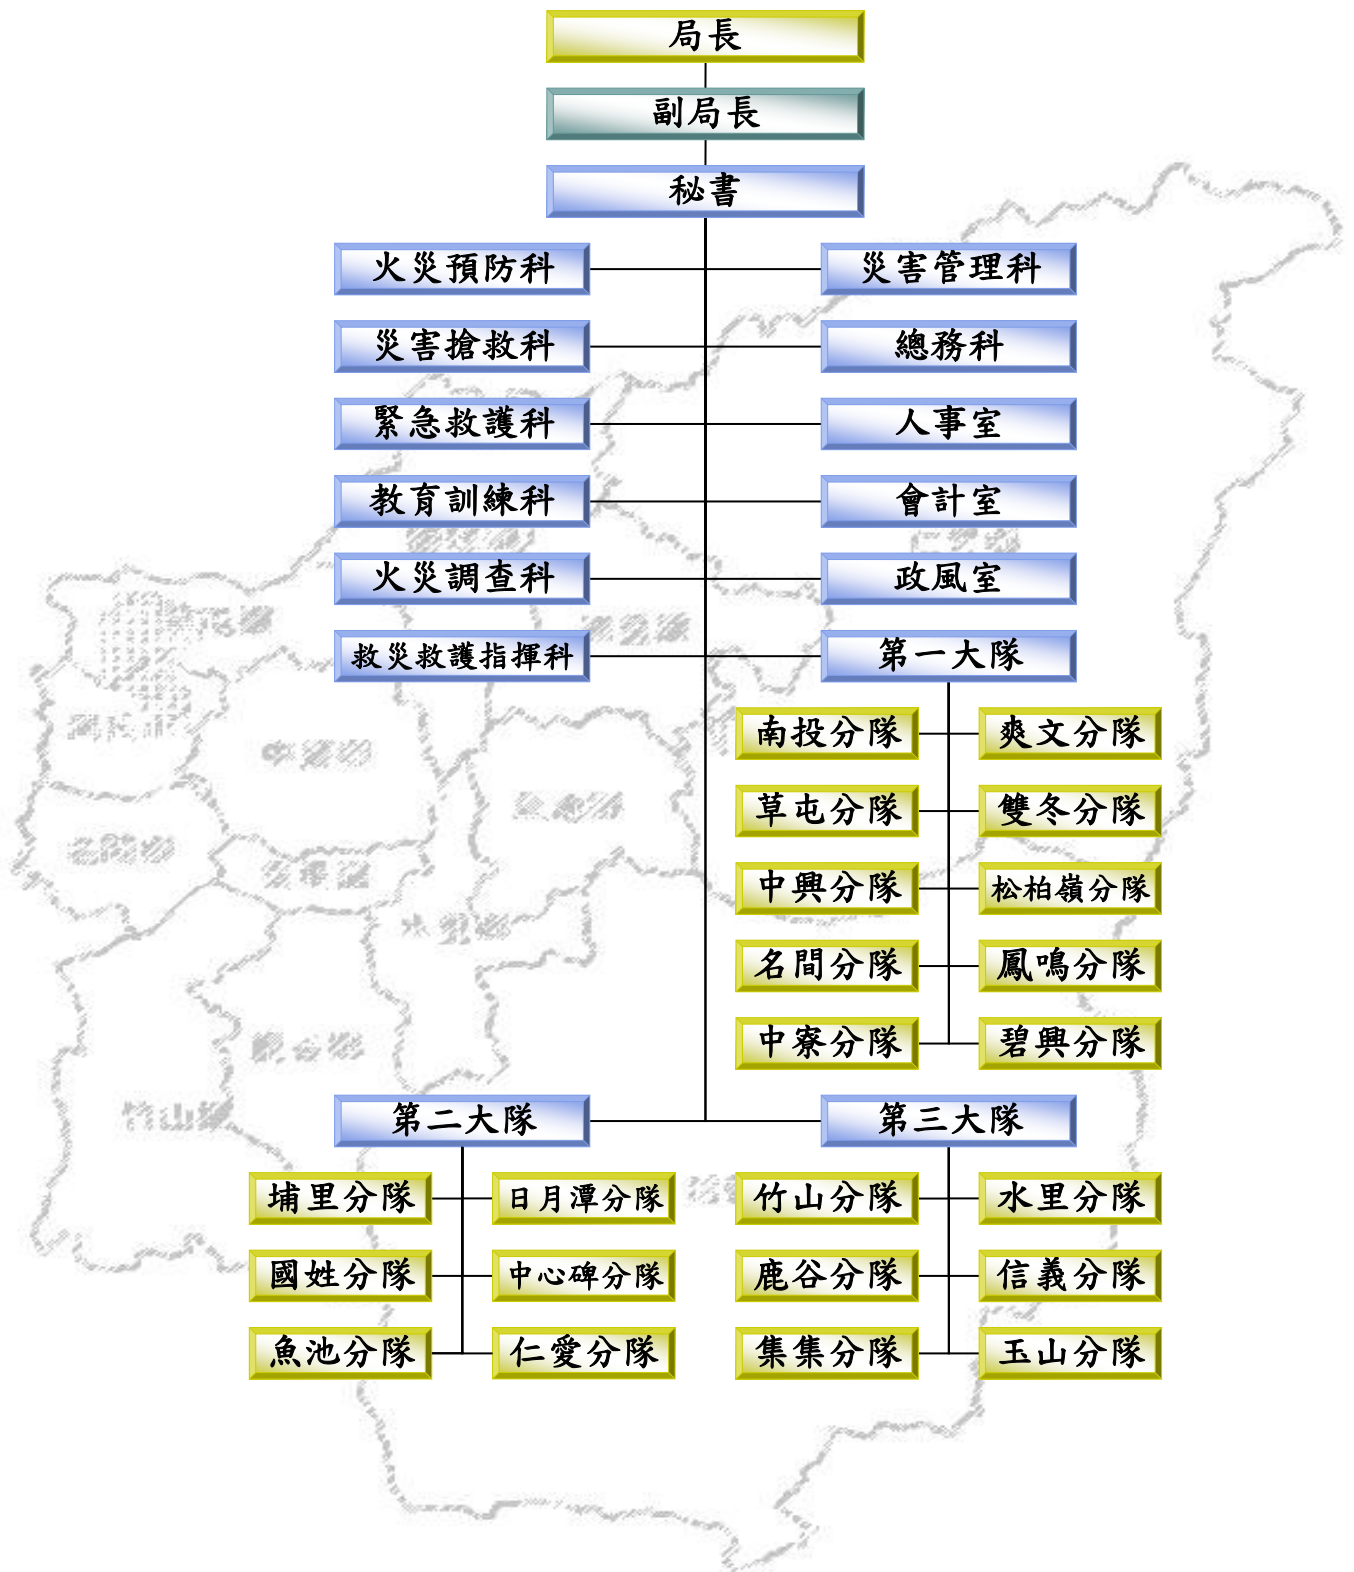 局長
副局長
秘書
火災預防科
災害管理科
災害搶救科
總務科
緊急救護科
人事室
教育訓練科
會計室
火災調查科
政風室
救災救護指揮科
第一大隊
南投分隊
爽文分隊
草屯分隊
雙冬分隊
中興分隊
松柏嶺分隊
名間分隊
鳳鳴分隊
中寮分隊
碧興分隊
第二大隊
第三大隊
埔里分隊
日月潭分隊
竹山分隊
水里分隊
國姓分隊
中心碑分隊
鹿谷分隊
信義分隊
魚池分隊
仁愛分隊
集集分隊
玉山分隊